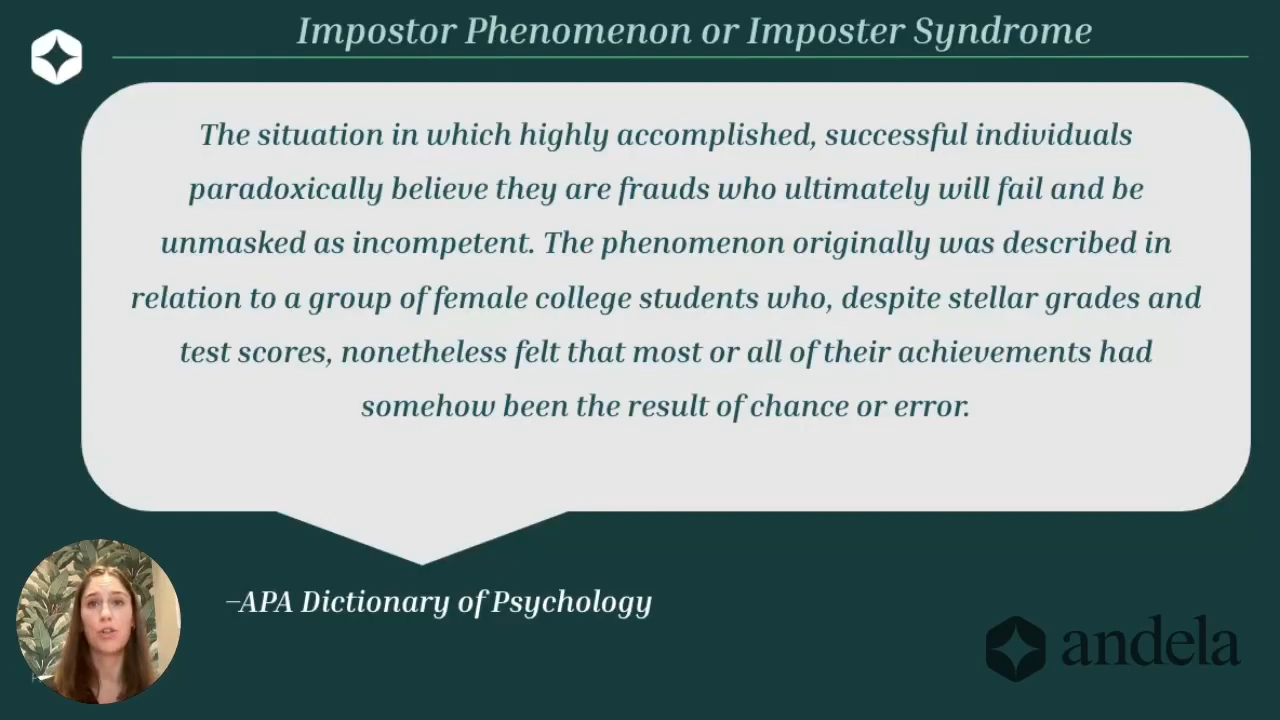 Impostor Phenomenon or Imposter Syndrome
The situation in which highly accomplished, successful individuals
paradoxically believe they are frauds who ultimately will fail and be
unmasked as incompetent. The phenomenon originally was described in
relation to a group of female college students who, despite stellar grades and
test scores, nonetheless felt that most or all of their achievements had
somehow been the result of chance or error.
–APA Dictionary of Psychology
andela